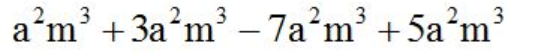 a²m³ + 3a²m³ – 7a²m³ + 5a²m³